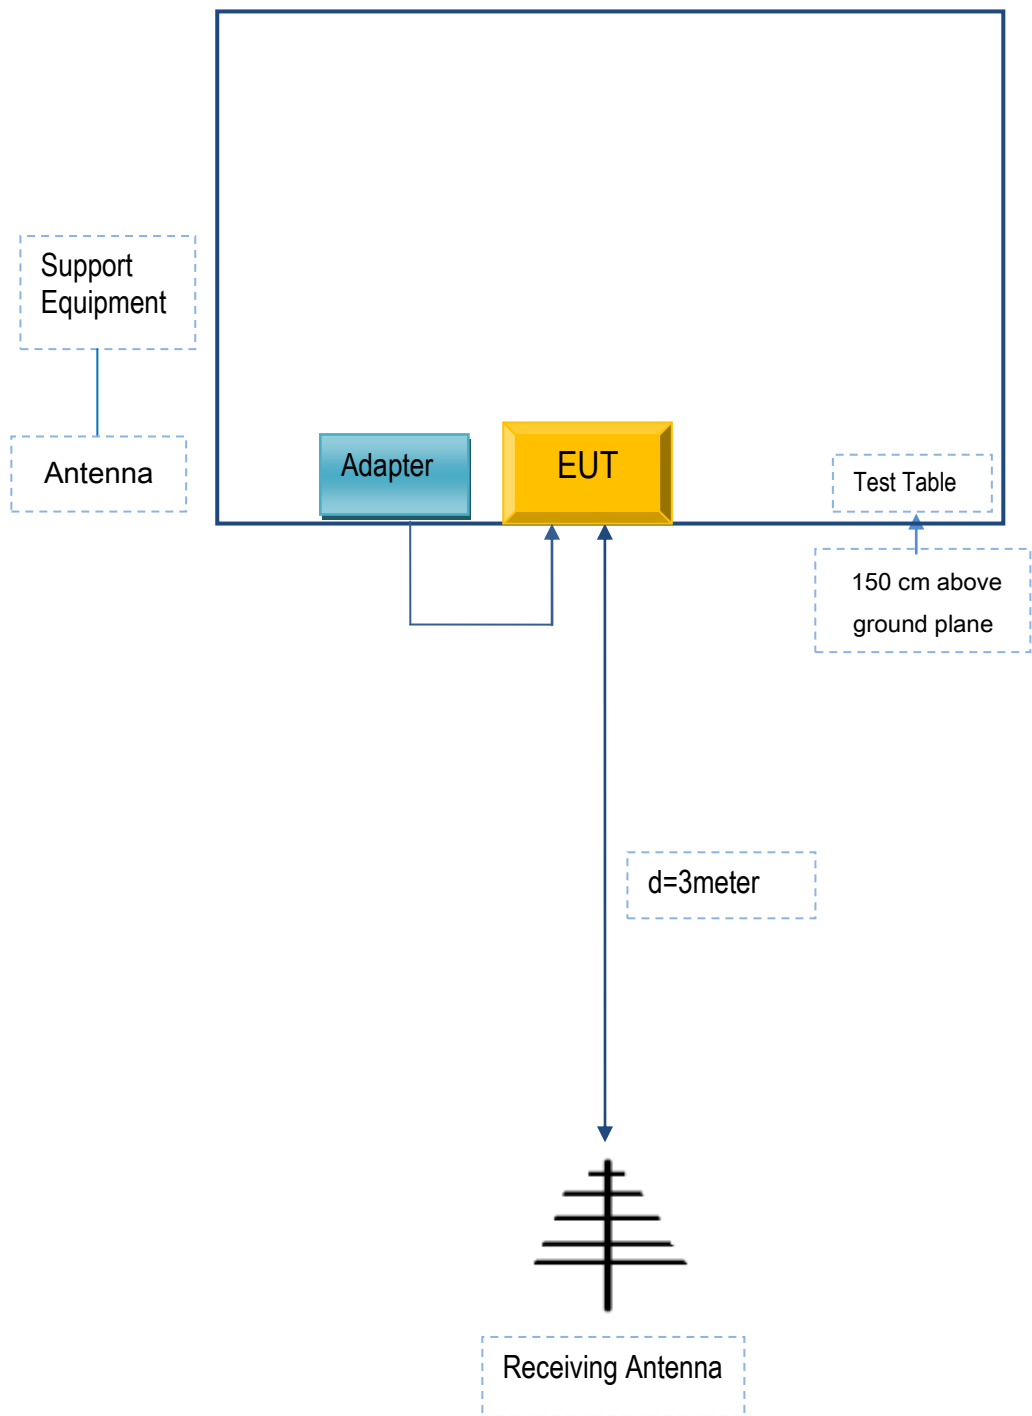 Support
Equipment
Antenna
Adapter
EUT
Test Table
150 cm above
ground plane
d=3meter
Receiving Antenna